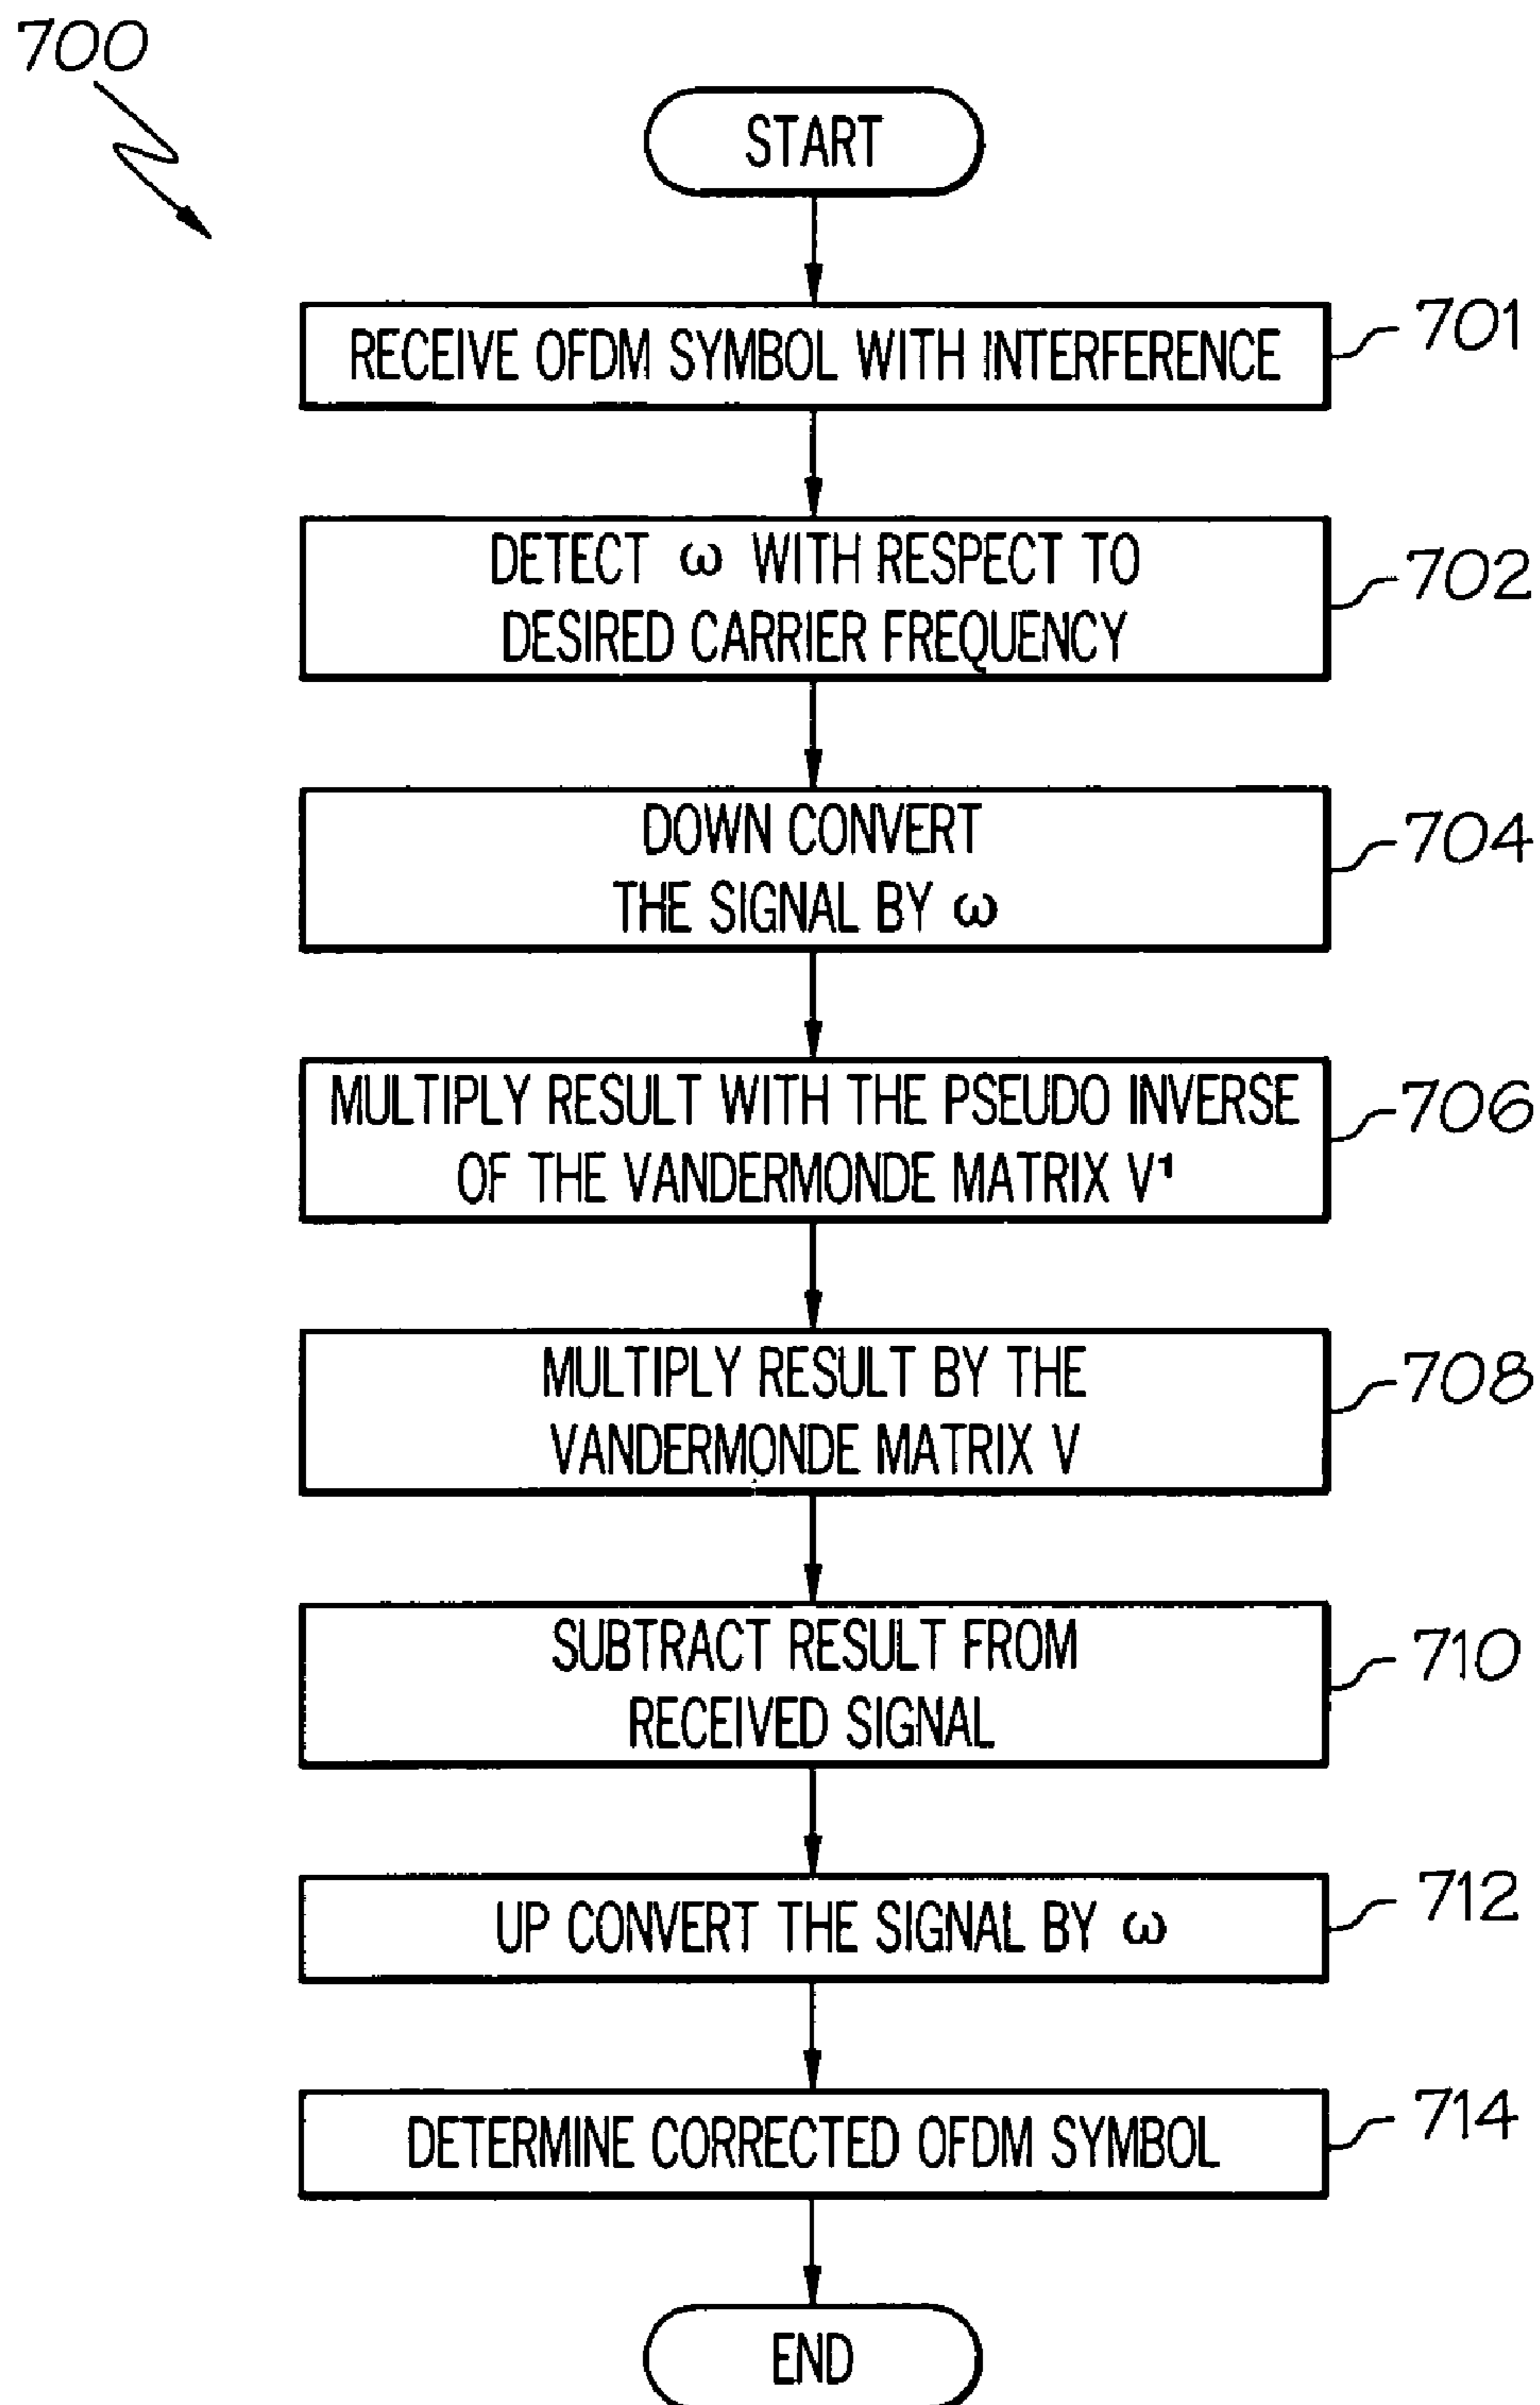 700
START
RECEIVE OFDM SYMBOL WITH INTERFERENCE
701
DETECT ω WITH RESPECT TO
DESIRED CARRIER FREQUENCY
702
DOWN CONVERT
THE SIGNAL BY ω
704
MULTIPLY RESULT WITH THE PSEUDO INVERSE
OF THE VANDERMONDE MATRIX V¹
706
MULTIPLY RESULT BY THE
VANDERMONDE MATRIX V
708
SUBTRACT RESULT FROM
RECEIVED SIGNAL
710
UP CONVERT THE SIGNAL BY ω
712
DETERMINE CORRECTED OFDM SYMBOL
714
END